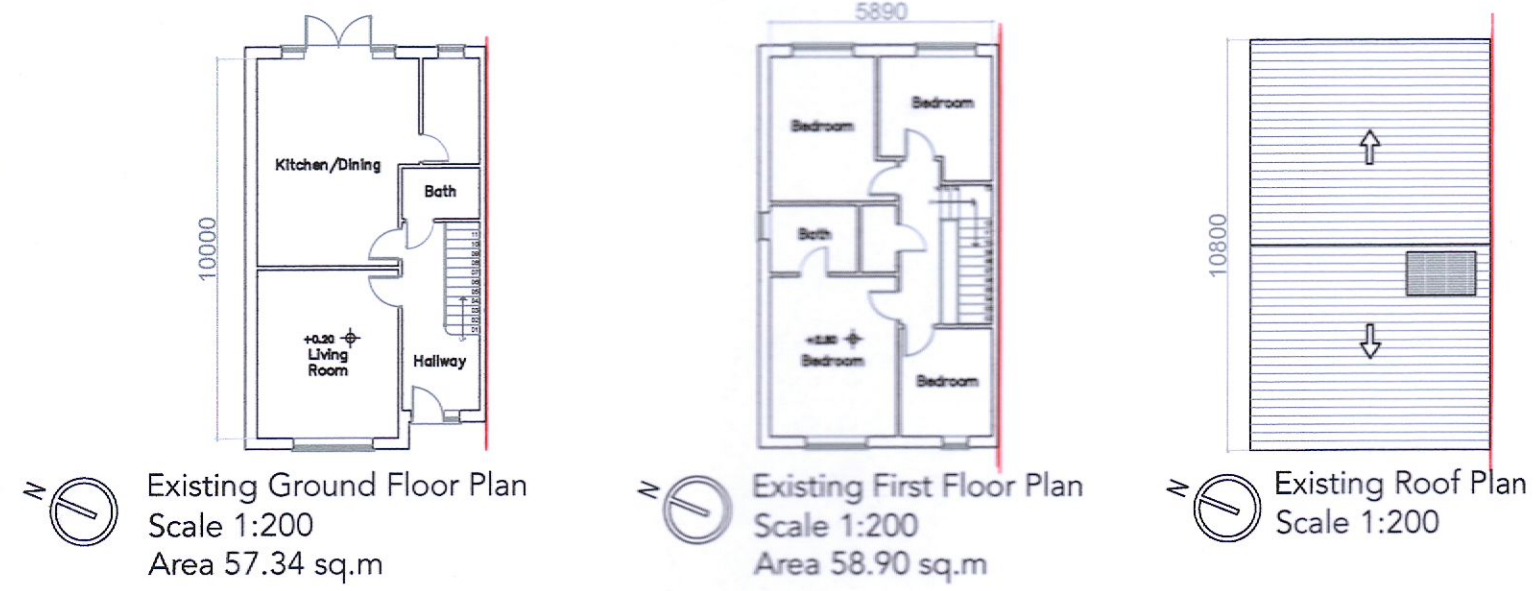 5890
Kitchen/Dining
Bath
10000
+0.20
Living
Room
Hallway
Bedroom
Bedroom
Bath
+2.80
Bedroom
Bedroom
10800
N
Existing Ground Floor Plan
Scale 1:200
Area 57.34 sq.m
N
Existing First Floor Plan
Scale 1:200
Area 58.90 sq.m
N
Existing Roof Plan
Scale 1:200